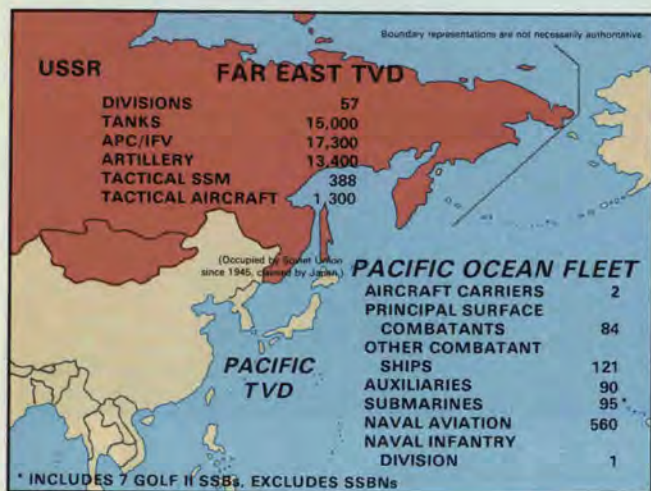 Boundary representations are not necessarily authoritative.
USSR
FAR EAST TVD
DIVISIONS 57
TANKS 15,000
APC/IFV 17,300
ARTILLERY 13,400
TACTICAL SSM 388
TACTICAL AIRCRAFT 1,300
(Occupied by Soviet Union
since 1945, claimed by Japan.)
PACIFIC OCEAN FLEET
AIRCRAFT CARRIERS 2
PRINCIPAL SURFACE
COMBATANTS 84
OTHER COMBATANT
SHIPS 121
AUXILIARIES 90
SUBMARINES 95*
NAVAL AVIATION 560
NAVAL INFANTRY
DIVISION 1
PACIFIC
TVD
* INCLUDES 7 GOLF II SSBs, EXCLUDES SSBNs